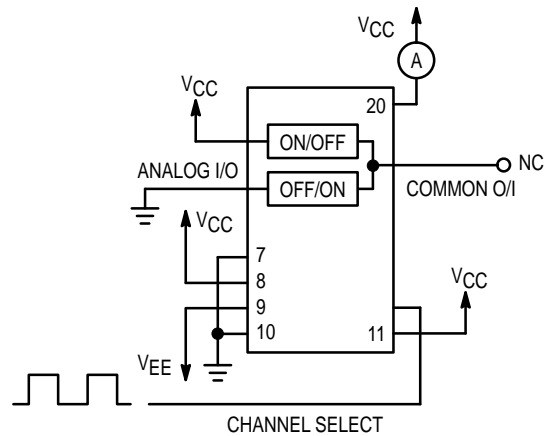 VCC
A
VCC
20
ON/OFF
NC
ANALOG I/O
OFF/ON
COMMON O/I
VCC
7
8
VCC
9
10
11
VEE
CHANNEL SELECT